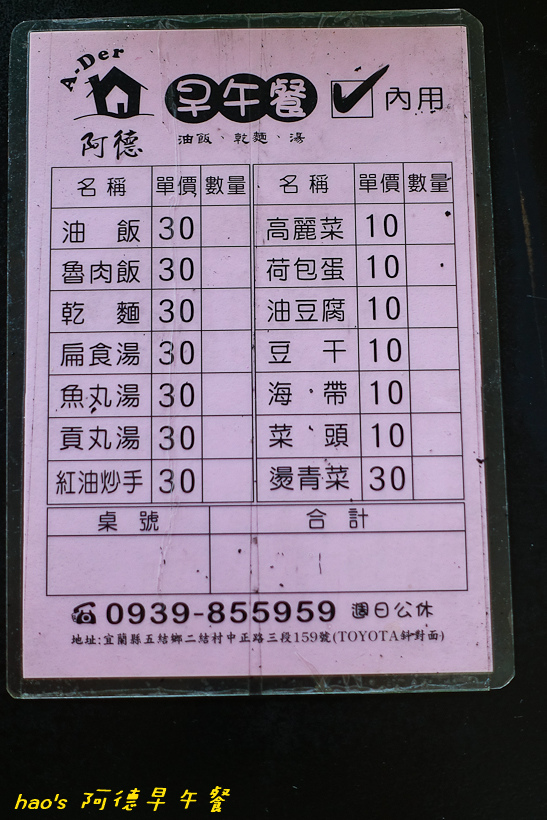 A-Der
阿德
早午餐 ✓ 內用
油飯、乾麵、湯
名稱 單價 數量 名稱 單價 數量
油飯 30 高麗菜 10
魯肉飯 30 荷包蛋 10
乾麵 30 油豆腐 10
扁食湯 30 豆干 10
魚丸湯 30 海帶 10
貢丸湯 30 菜頭 10
紅油炒手 30 燙青菜 30
桌號 合計
☎ 0939-855959 週日公休
地址:宜蘭縣五結鄉二結村中正路三段159號(TOYOTA斜對面)
hao's 阿德早午餐